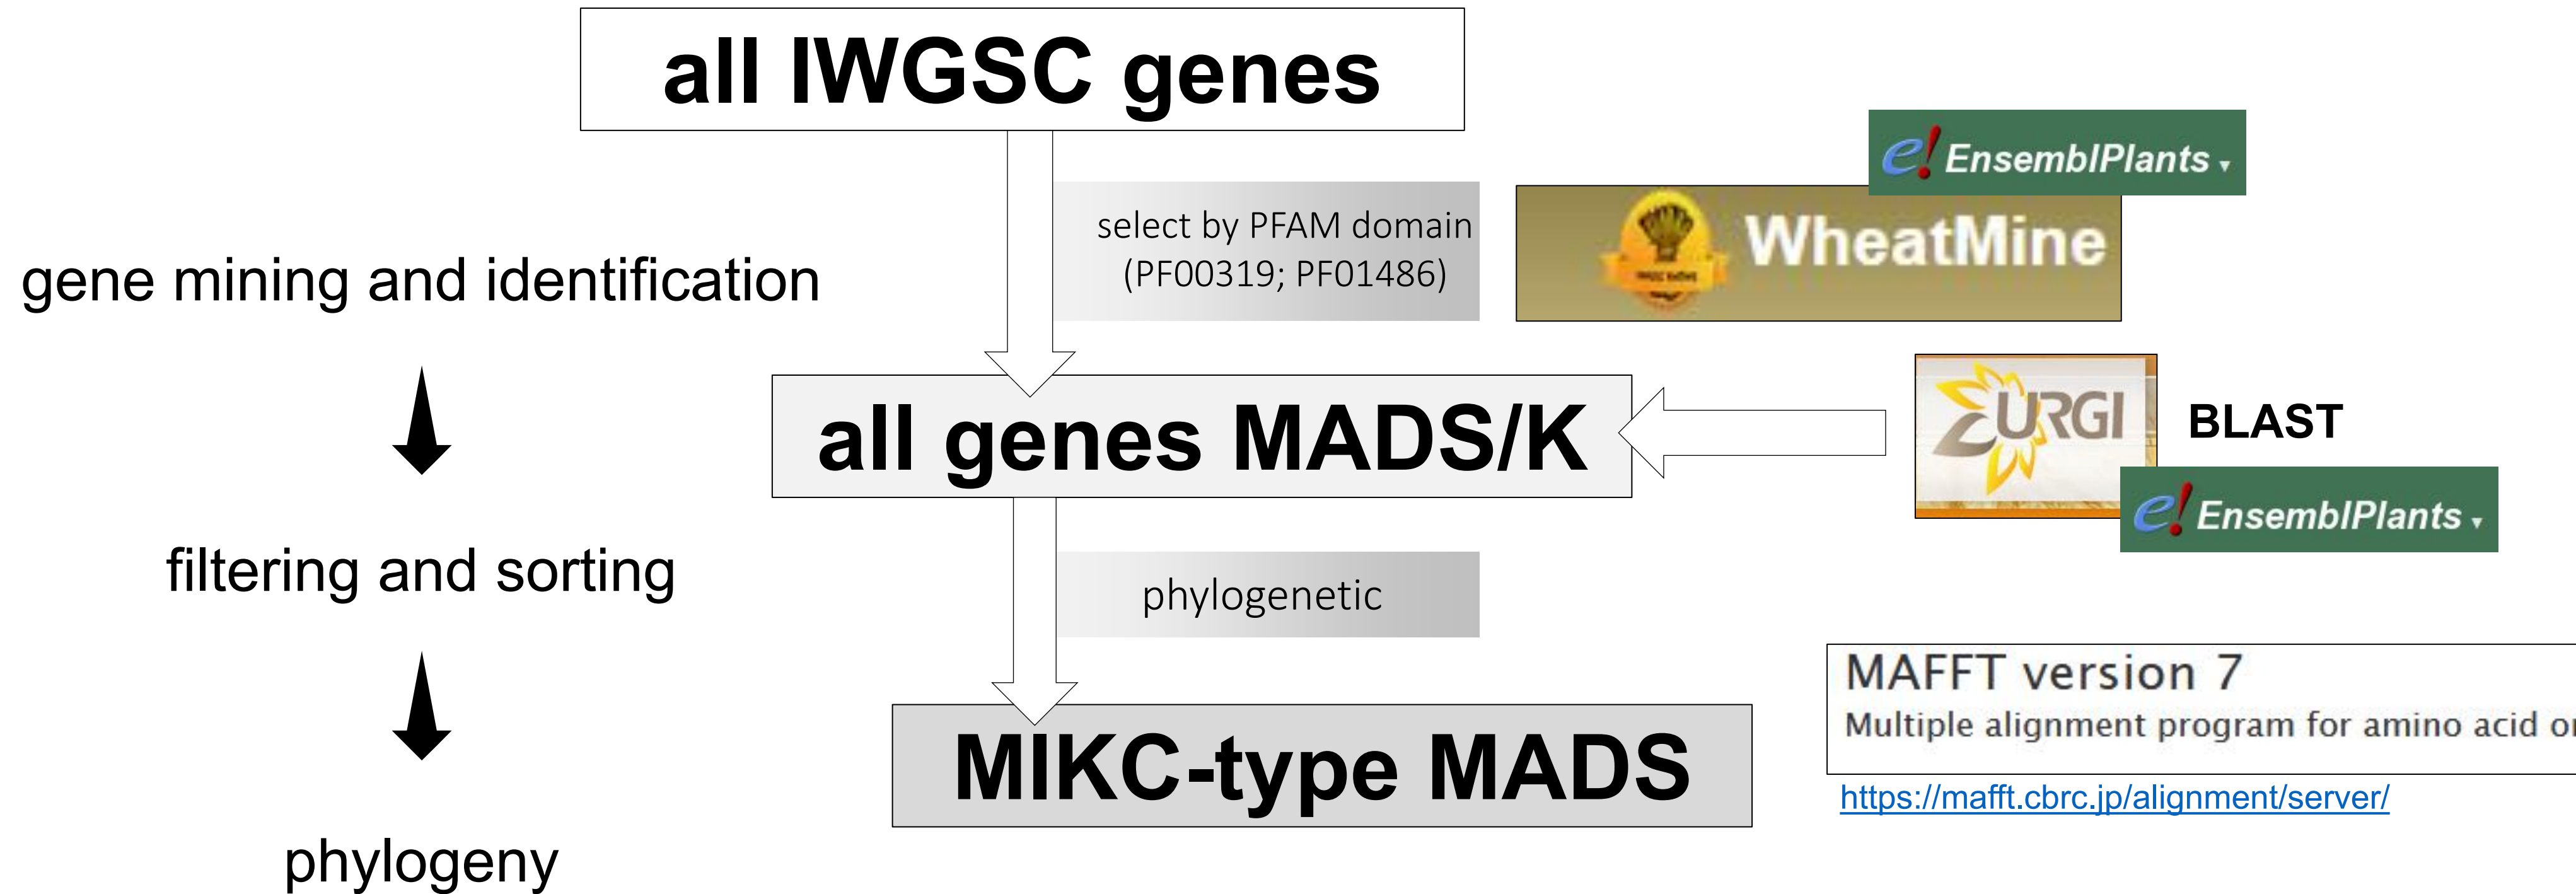 all IWGSC genes
e! EnsemblPlants
select by PFAM domain
(PF00319; PF01486)
WheatMine
gene mining and identification
all genes MADS/K
URGI
BLAST
e! EnsemblPlants
filtering and sorting
phylogenetic
MAFFT version 7
Multiple alignment program for amino acid or
MIKC-type MADS
https://mafft.cbrc.jp/alignment/server/
phylogeny